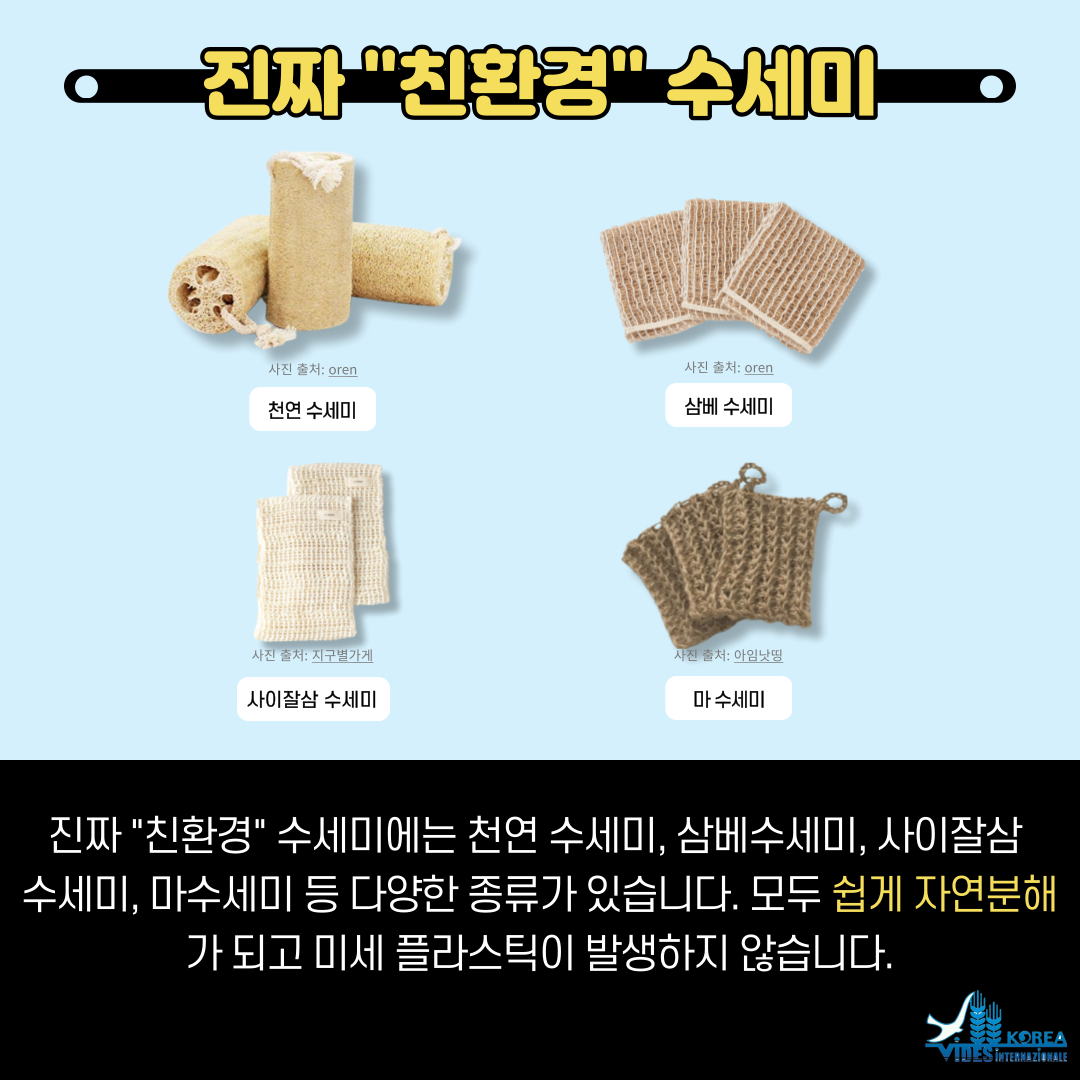 진짜 "친환경" 수세미
사진 출처: oren
사진 출처: oren
천연 수세미
삼베 수세미
사진 출처: 지구별가게
사진 출처: 아임낫띵
사이잘삼 수세미
마 수세미
진짜 "친환경" 수세미에는 천연 수세미, 삼베수세미, 사이잘삼
수세미, 마수세미 등 다양한 종류가 있습니다. 모두 쉽게 자연분해
가 되고 미세 플라스틱이 발생하지 않습니다.
KOREA
VIDES INTERNAZIONALE